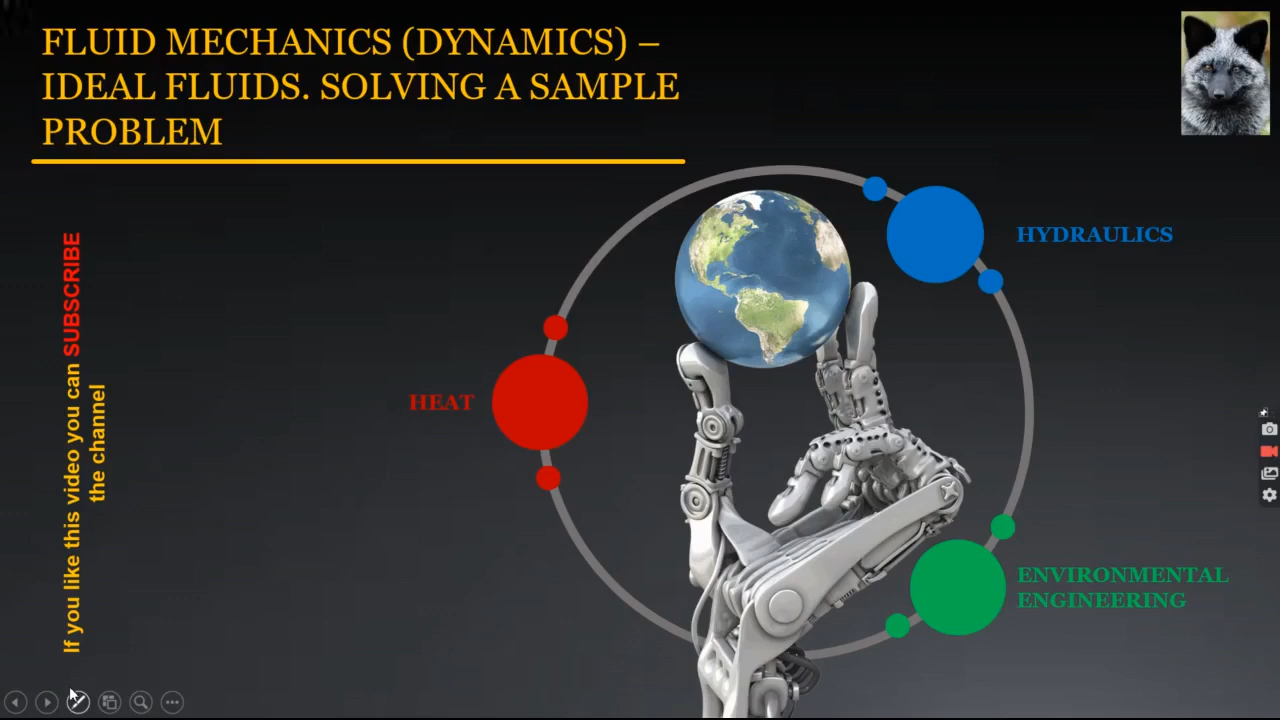 FLUID MECHANICS (DYNAMICS) –
IDEAL FLUIDS. SOLVING A SAMPLE
PROBLEM
HYDRAULICS
HEAT
ENVIRONMENTAL
ENGINEERING
If you like this video you can SUBSCRIBE
the channel